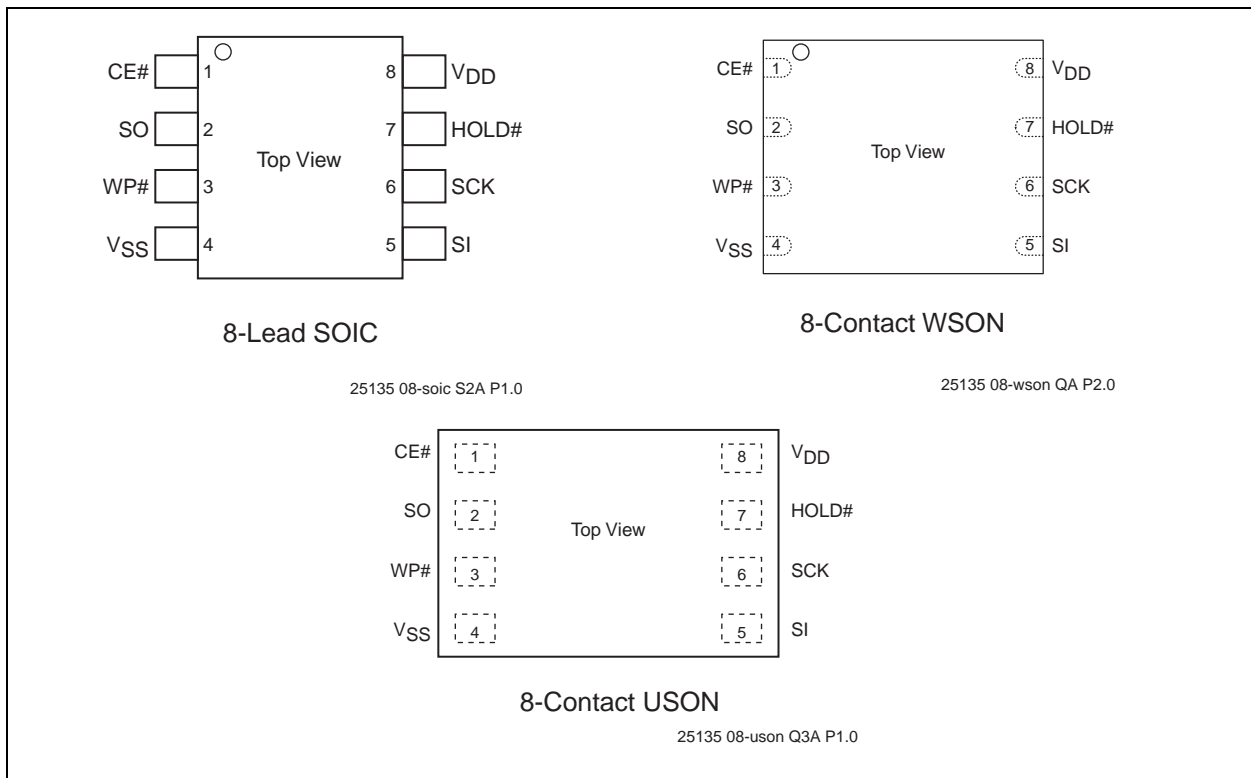 CE# 1 8 VDD
SO 2 7 HOLD#
Top View
WP# 3 6 SCK
VSS 4 5 SI
8-Lead SOIC
25135 08-soic S2A P1.0
CE# 1 8 VDD
SO 2 7 HOLD#
Top View
WP# 3 6 SCK
VSS 4 5 SI
8-Contact WSON
25135 08-wson QA P2.0
CE# 1 8 VDD
SO 2 7 HOLD#
Top View
WP# 3 6 SCK
VSS 4 5 SI
8-Contact USON
25135 08-uson Q3A P1.0